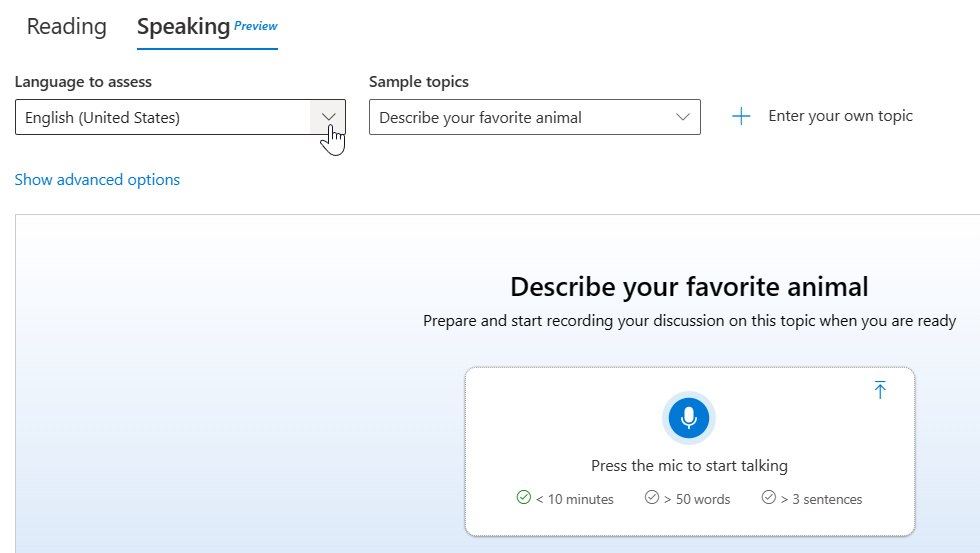 Reading Speaking Preview
Language to assess Sample topics
English (United States) Describe your favorite animal Enter your own topic
Show advanced options
Describe your favorite animal
Prepare and start recording your discussion on this topic when you are ready
Press the mic to start talking
< 10 minutes > 50 words > 3 sentences